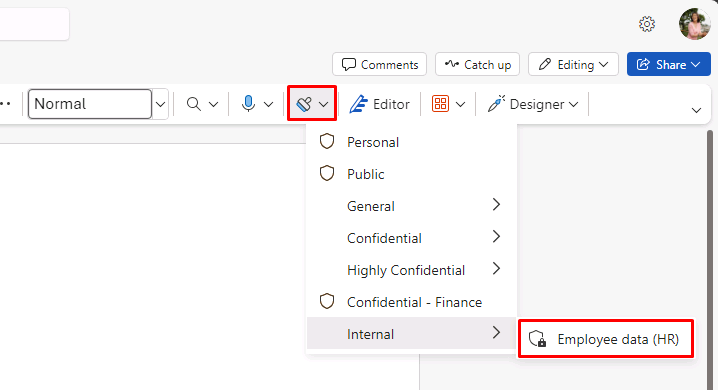 Comments Catch up Editing Share
Normal Editor Designer
Personal
Public
General
Confidential
Highly Confidential
Confidential - Finance
Internal
Employee data (HR)